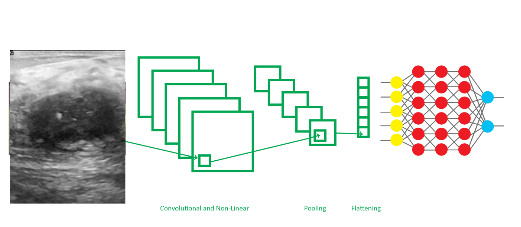 Convolutional and Non-Linear
Pooling
Flattening